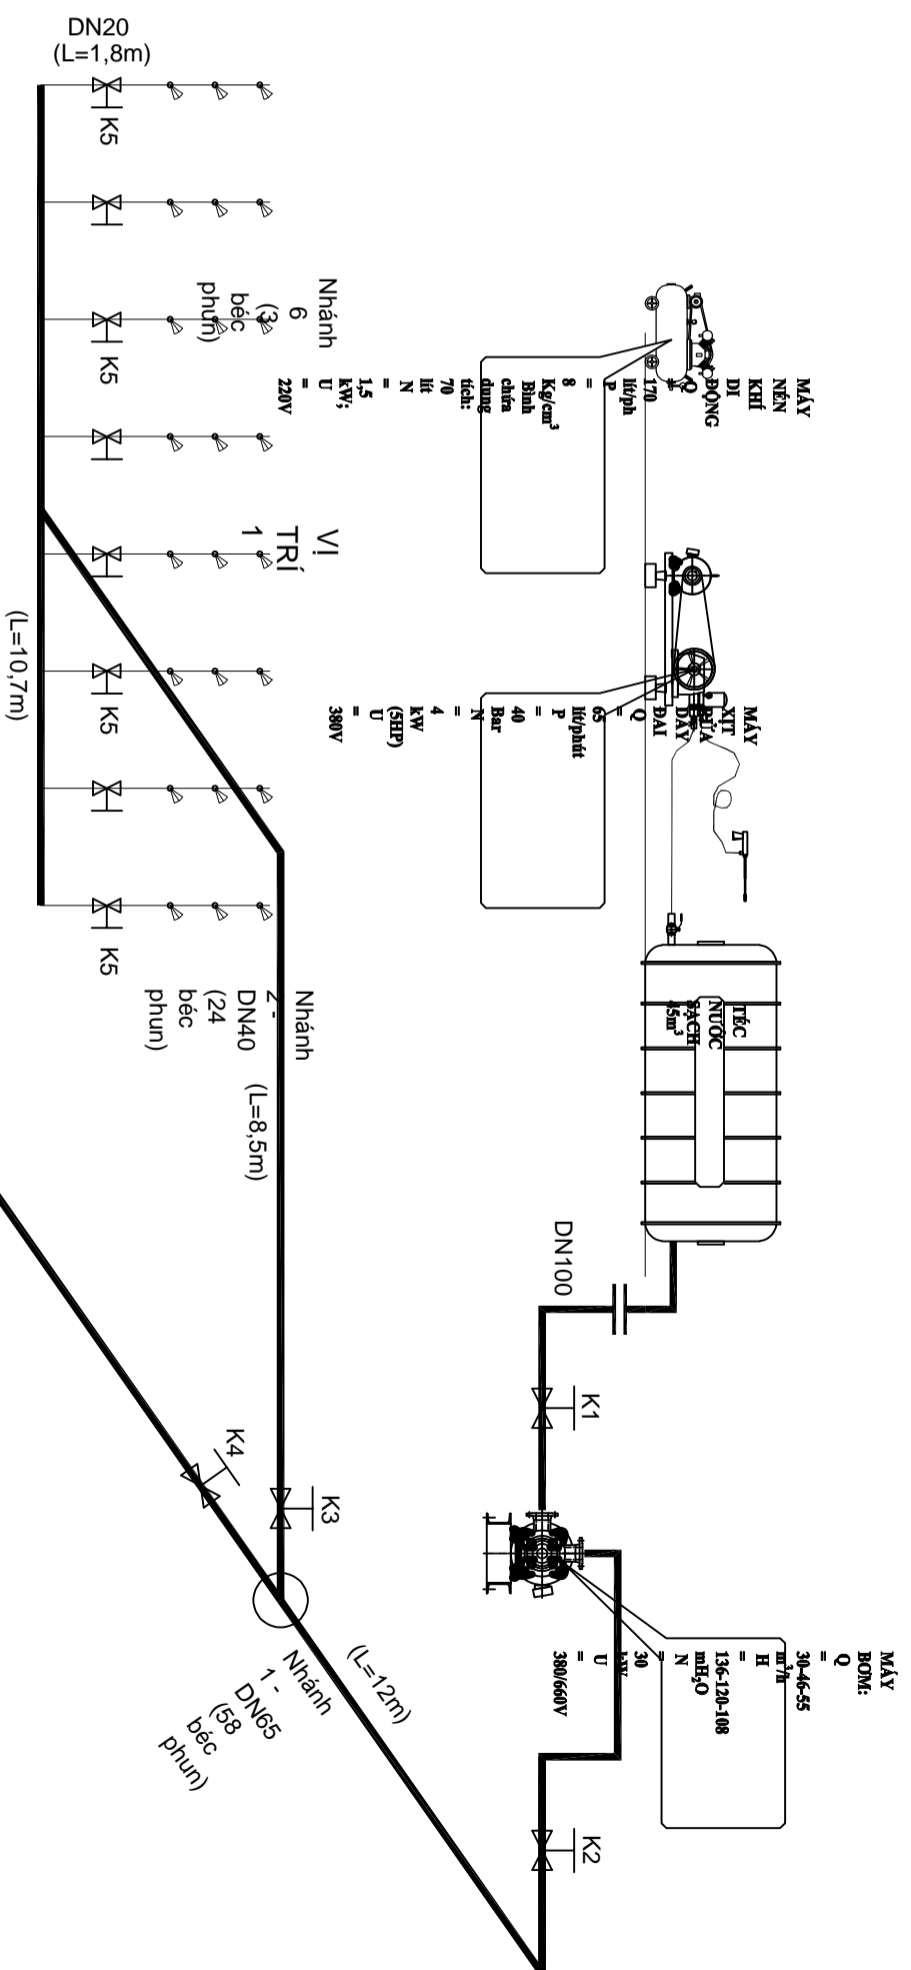 DN20
(L=1,8m)
K5
K5
K5
K5
Nhánh
6
(3
béc
phun)
VỊ
TRÍ
1
(L=10,7m)
Nhánh
2 -
DN40
(24
béc
phun)
(L=8,5m)
MÁY
NÉN
KHÍ
DI
ĐỘNG
Q
=
170
lít/ph
P
=
8
Kg/cm³
Bình
chứa
dung
tích:
70
lít
N
=
1,5
kW;
U
=
220V
MÁY
XỊT
RỬA
DÂY
ĐAI
Q
=
65
lít/phút
P
=
40
Bar
N
=
4
kW
(5HP)
U
=
380V
TÉC
NƯỚC
SẠCH
45m³
DN100
K1
K4
K3
K2
(L=12m)
Nhánh
1 -
DN65
(58
béc
phun)
MÁY
BƠM:
Q
=
30-46-55
m³/h
H
=
136-120-108
mH₂O
N
=
30
kW
U
=
380/660V